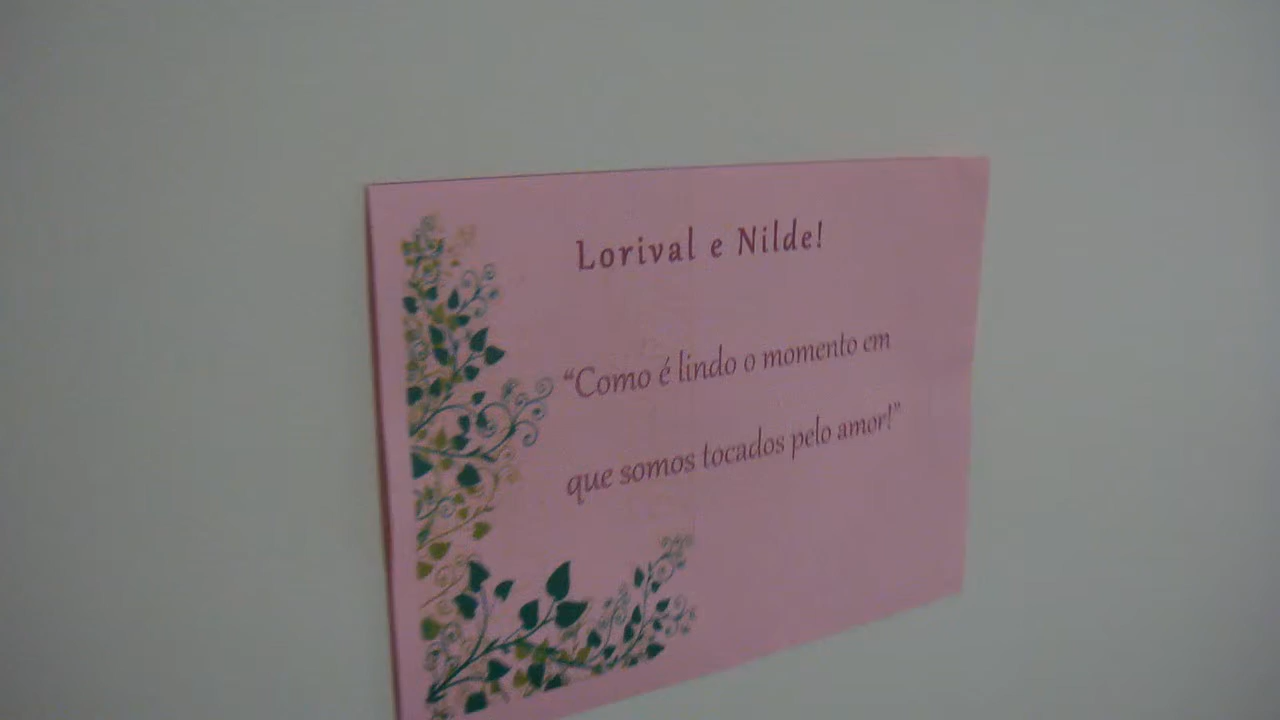 Lorival e Nilde!
“Como é lindo o momento em
que somos tocados pelo amor!”